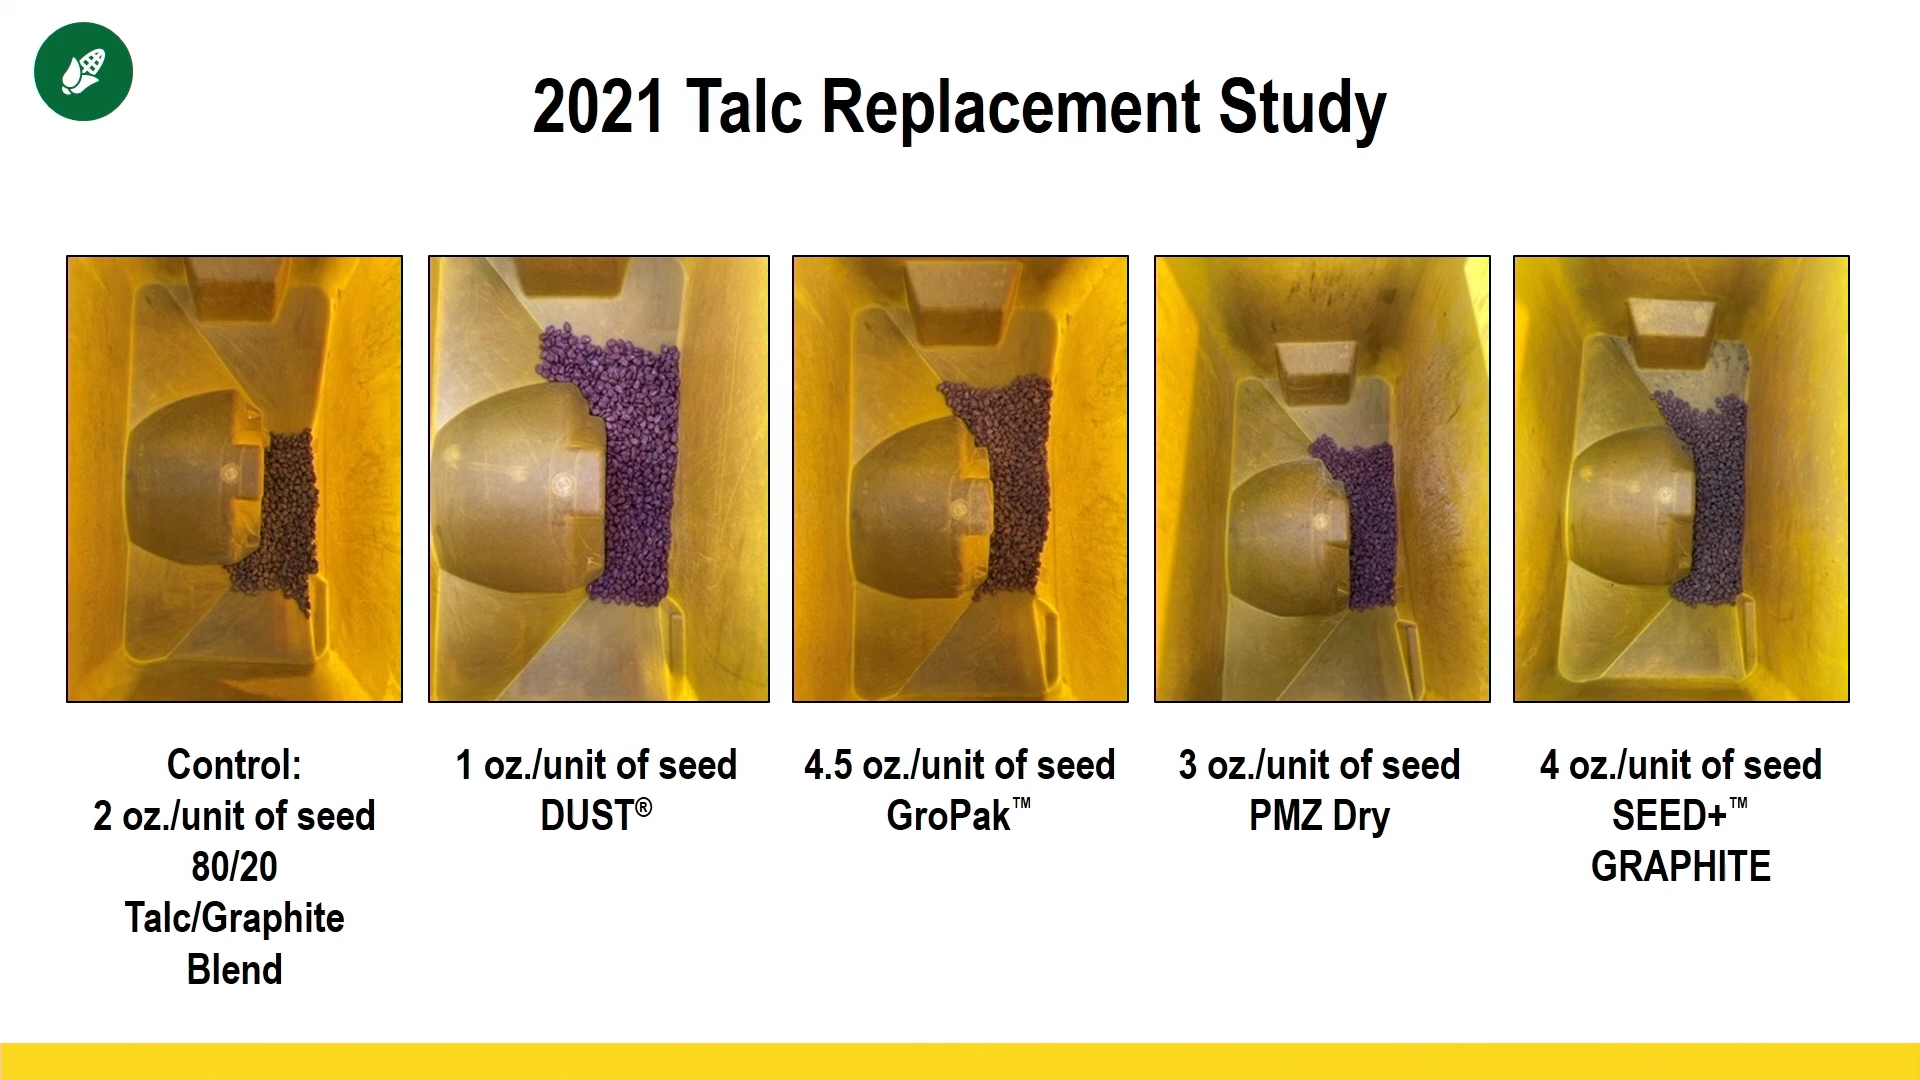 2021 Talc Replacement Study
Control:
2 oz./unit of seed
80/20
Talc/Graphite
Blend
1 oz./unit of seed
DUST®
4.5 oz./unit of seed
GroPak™
3 oz./unit of seed
PMZ Dry
4 oz./unit of seed
SEED+™
GRAPHITE